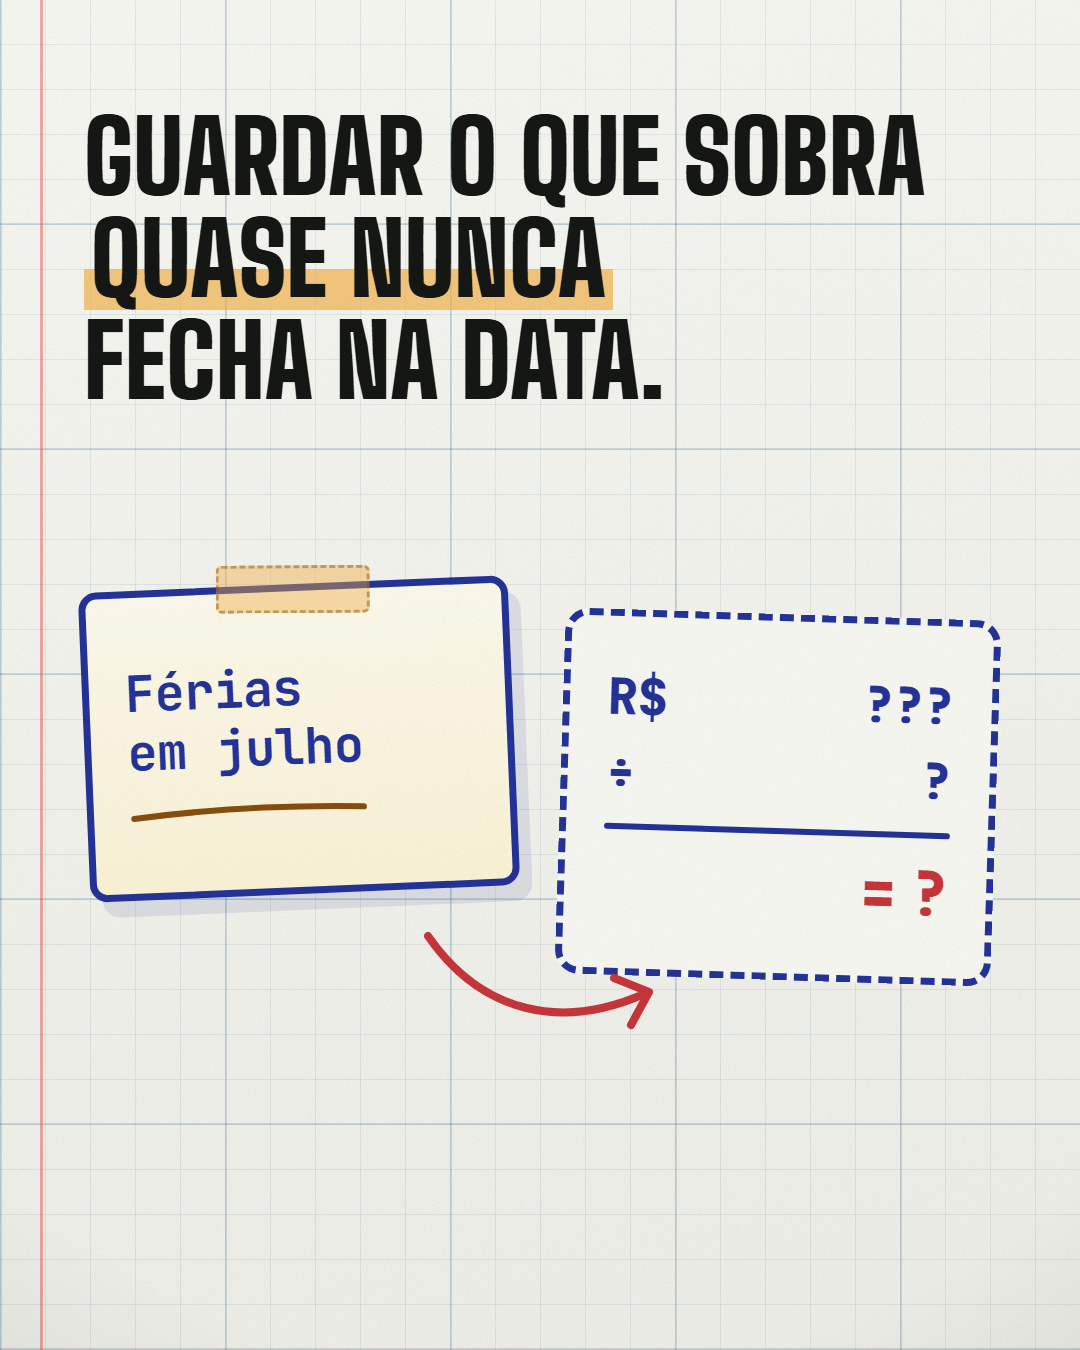 GUARDAR O QUE SOBRA
QUASE NUNCA
FECHA NA DATA.
Férias
em julho
R$ ???
÷ ?
= ?